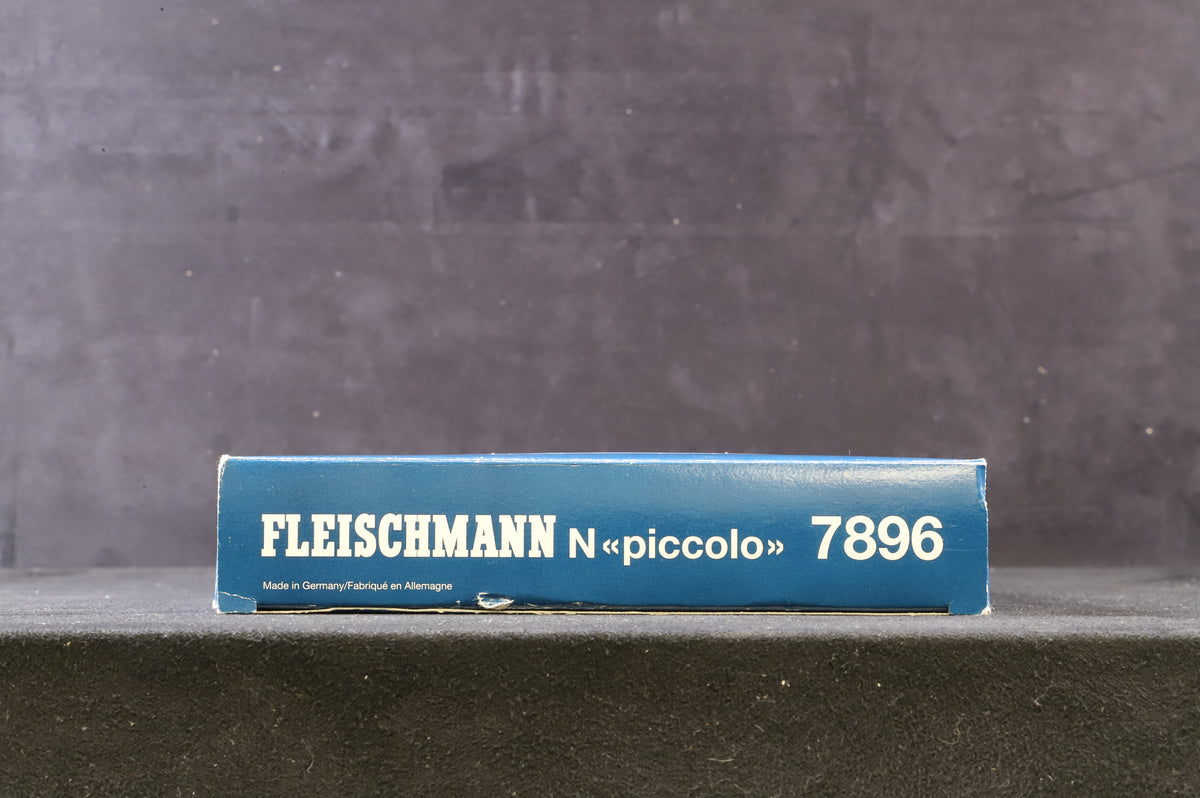 FLEISCHMANN N «piccolo» 7896
Made in Germany/Fabriqué en Allemagne